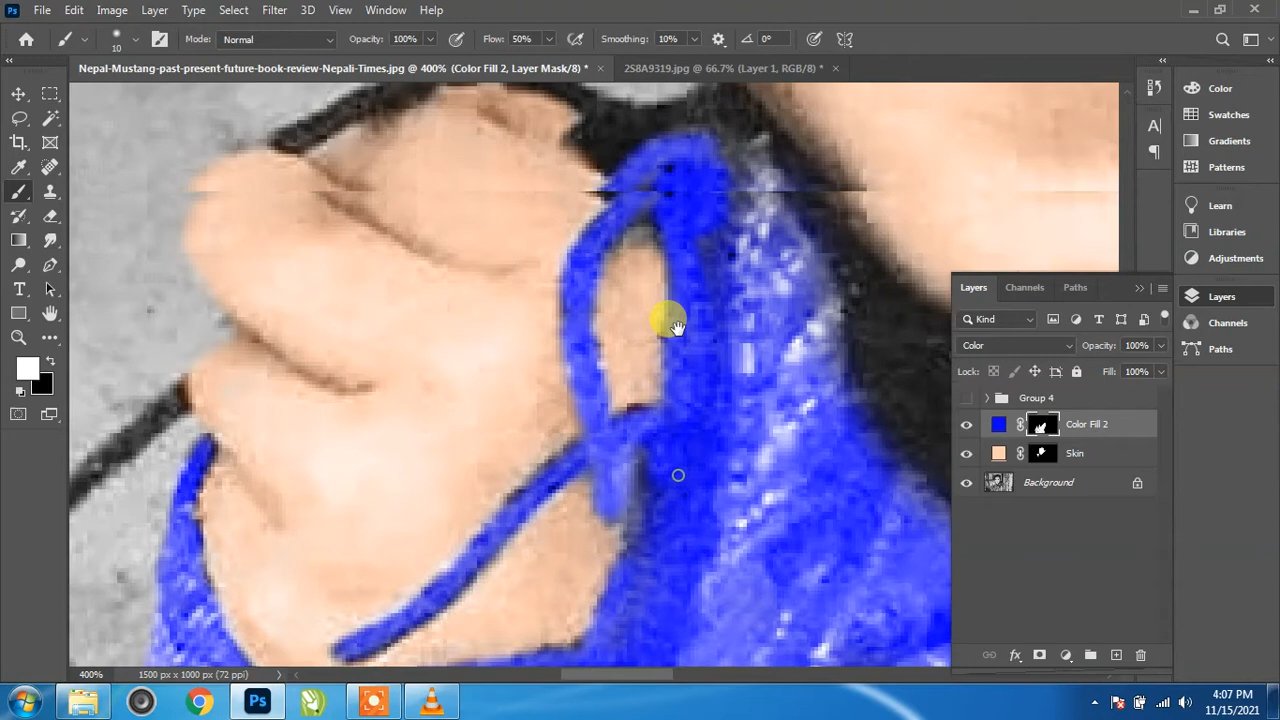 Ps File Edit Image Layer Type Select Filter 3D View Window Help
10 Mode: Normal Opacity: 100% Flow: 50% Smoothing: 10% 0°
Nepal-Mustang-past-present-future-book-review-Nepali-Times.jpg @ 400% (Color Fill 2, Layer Mask/8) * × 2S8A9319.jpg @ 66.7% (Layer 1, RGB/8) * ×
Color
Swatches
Gradients
Patterns
Learn
Libraries
Adjustments
Layers
Channels
Paths
Layers Channels Paths
Kind
Color Opacity: 100%
Lock: Fill: 100%
Group 4
Color Fill 2
Skin
Background
fx
400% 1500 px x 1000 px (72 ppi)
Ps
4:07 PM
11/15/2021